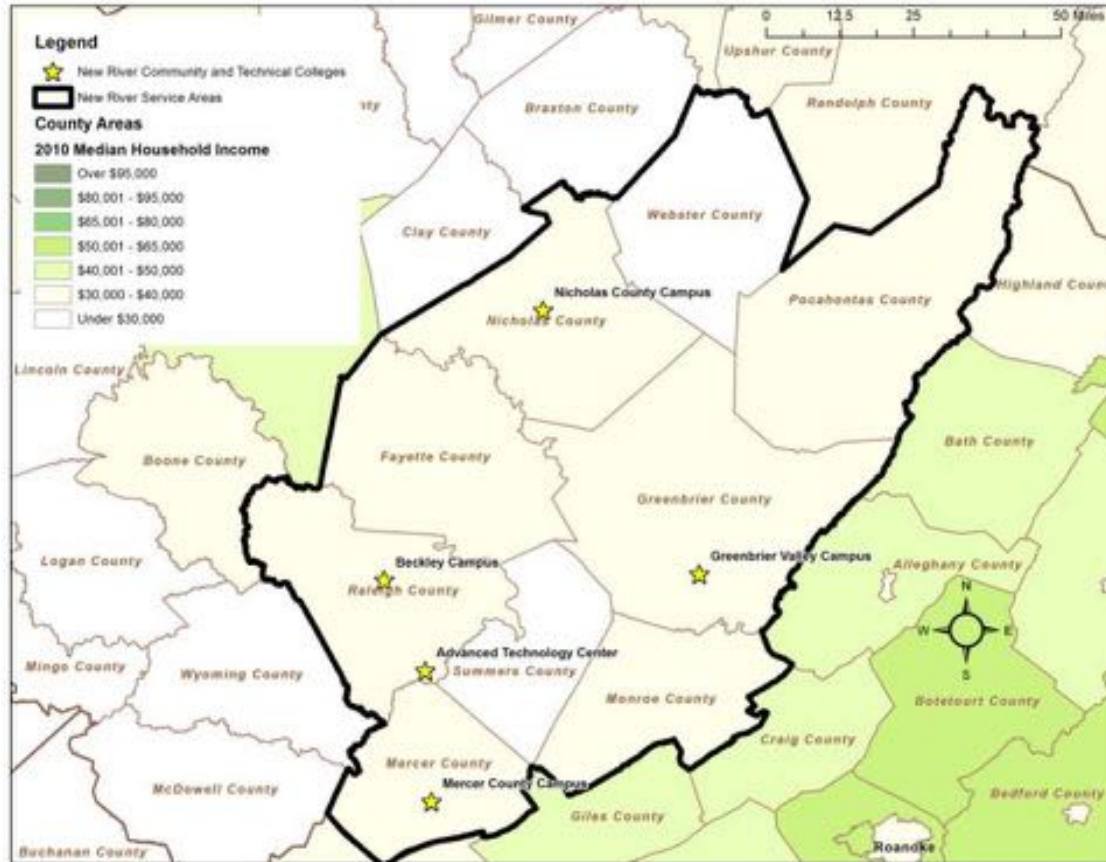 Legend
New River Community and Technical Colleges
New River Service Areas
County Areas
2010 Median Household Income
Over $95,000
$80,001 - $95,000
$65,001 - $80,000
$50,001 - $65,000
$40,001 - $50,000
$30,000 - $40,000
Under $30,000
0 12.5 25 50 Miles
Gilmer County
Upshur County
Braxton County
Randolph County
nty
Webster County
Clay County
Nicholas County Campus
Nicholas County
Pocahontas County
Highland Coun
Lincoln County
Bath County
Boone County
Fayette County
Greenbrier County
Logan County
Beckley Campus
Greenbrier Valley Campus
Alleghany County
Raleigh County
N
W E
S
Advanced Technology Center
Mingo County
Wyoming County
Summers County
Monroe County
Botetourt County
Craig County
Mercer County
Mercer County Campus
McDowell County
Giles County
Bedford County
Buchanan County
Roanoke